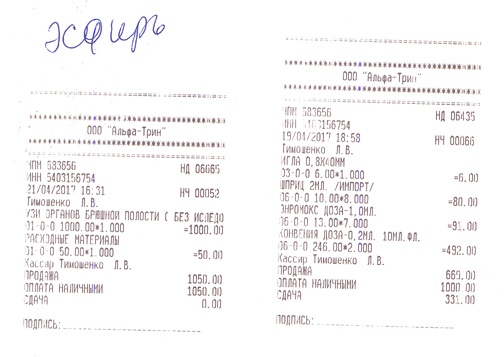 эсфирь
ООО "Альфа-Трин"
НПМ 583656 НД 06665
ИНН 5403156754
21/04/2017 16:31 НЧ 00052
Тимошенко Л.В.
УЗИ ОРГАНОВ БРЮШНОЙ ПОЛОСТИ С БЕЗ ИСЛЕДО
01-0-0 1000.00*1.000 =1000.00
РАСХОДНЫЕ МАТЕРИАЛЫ
01-0-0 50.00*1.000 =50.00
Кассир Тимошенко Л.В.
ПРОДАЖА 1050.00
ОПЛАТА НАЛИЧНЫМИ 1050.00
СДАЧА 0.00
ПОДПИСЬ:
ООО "Альфа-Трин"
НПМ 583656 НД 06435
ИНН 5403156754
19/04/2017 18:58 НЧ 00066
Тимошенко Л.В.
ИГЛА 0,8Х40ММ
03-0-0 6.00*1.000 =6.00
ШПРИЦ 2МЛ. /ИМПОРТ/
06-0-0 10.00*8.000 =80.00
ЭНРОМОКС ДОЗА-1,0МЛ.
06-0-0 13.00*7.000 =91.00
КОНВЕНИЯ ДОЗА-0,2МЛ. 10МЛ.ФЛ.
06-0-0 246.00*2.000 =492.00
Кассир Тимошенко Л.В.
ПРОДАЖА 669.00
ОПЛАТА НАЛИЧНЫМИ 1000.00
СДАЧА 331.00
ПОДПИСЬ: